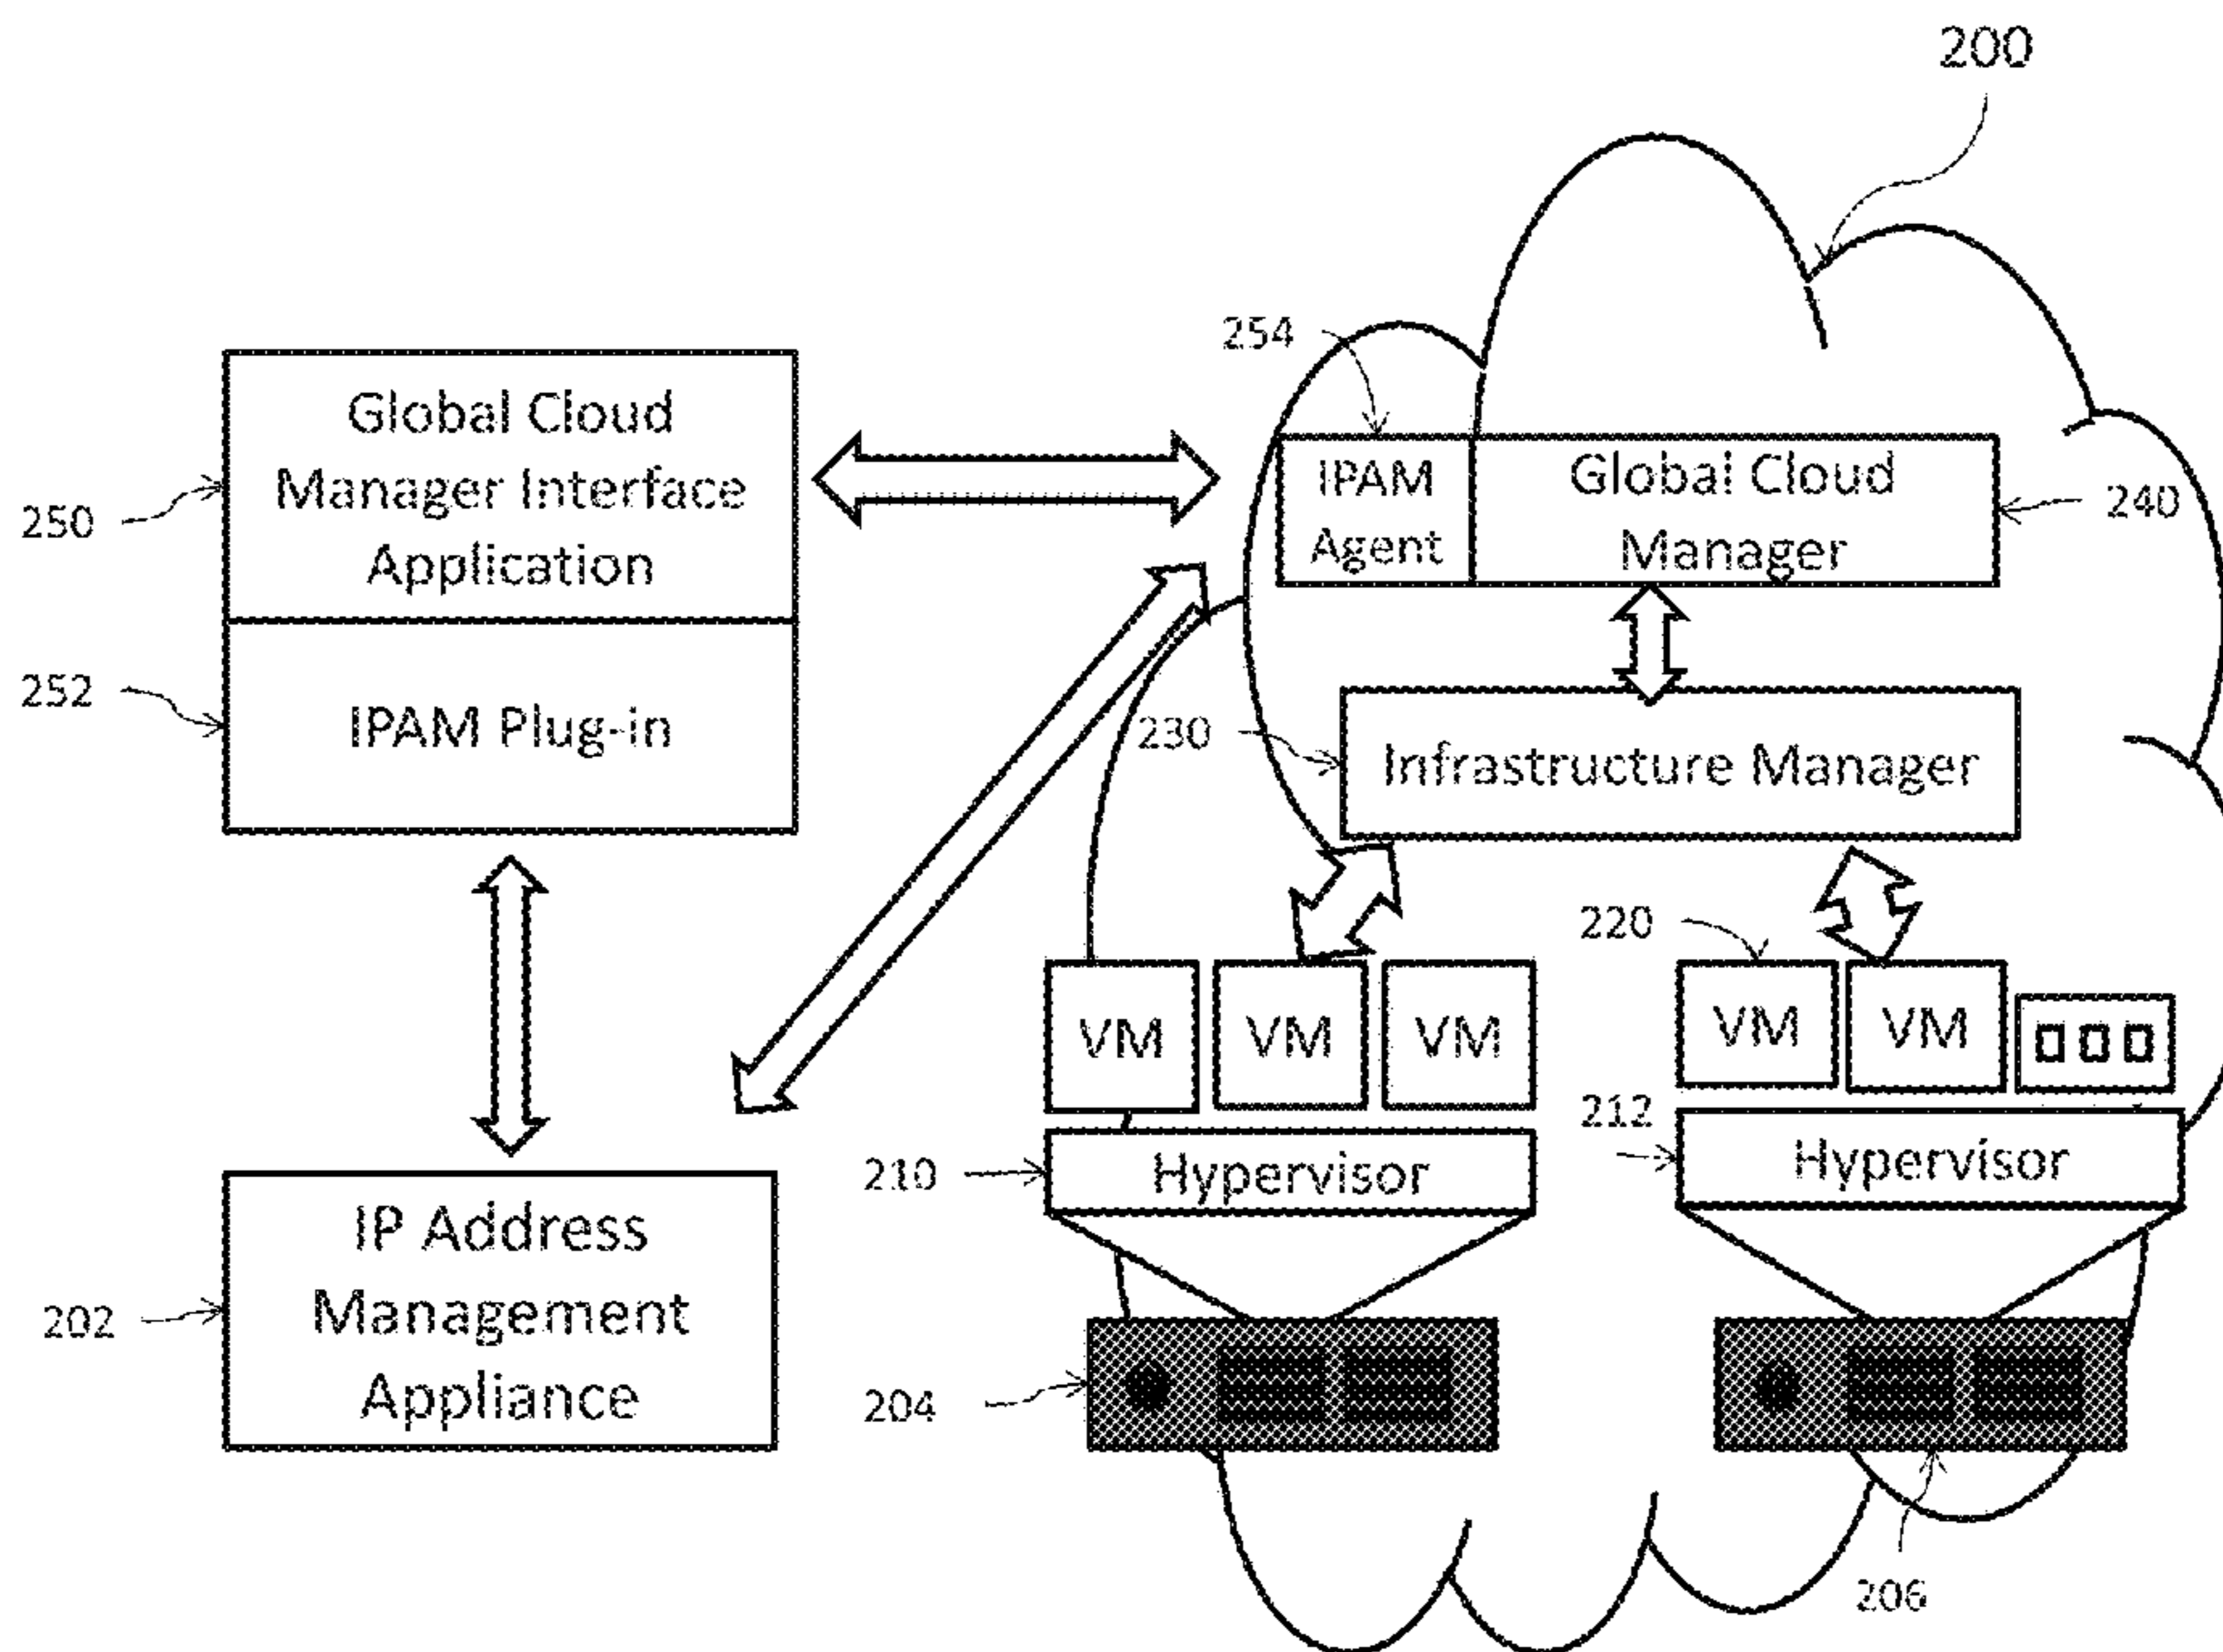 200
254
Global Cloud
Manager Interface
Application
250
IPAM
Agent
Global Cloud
Manager
240
252
IPAM Plug-in
230
Infrastructure Manager
220
VM
VM
VM
VM
VM
212
210
Hypervisor
Hypervisor
IP Address
Management
Appliance
202
204
206